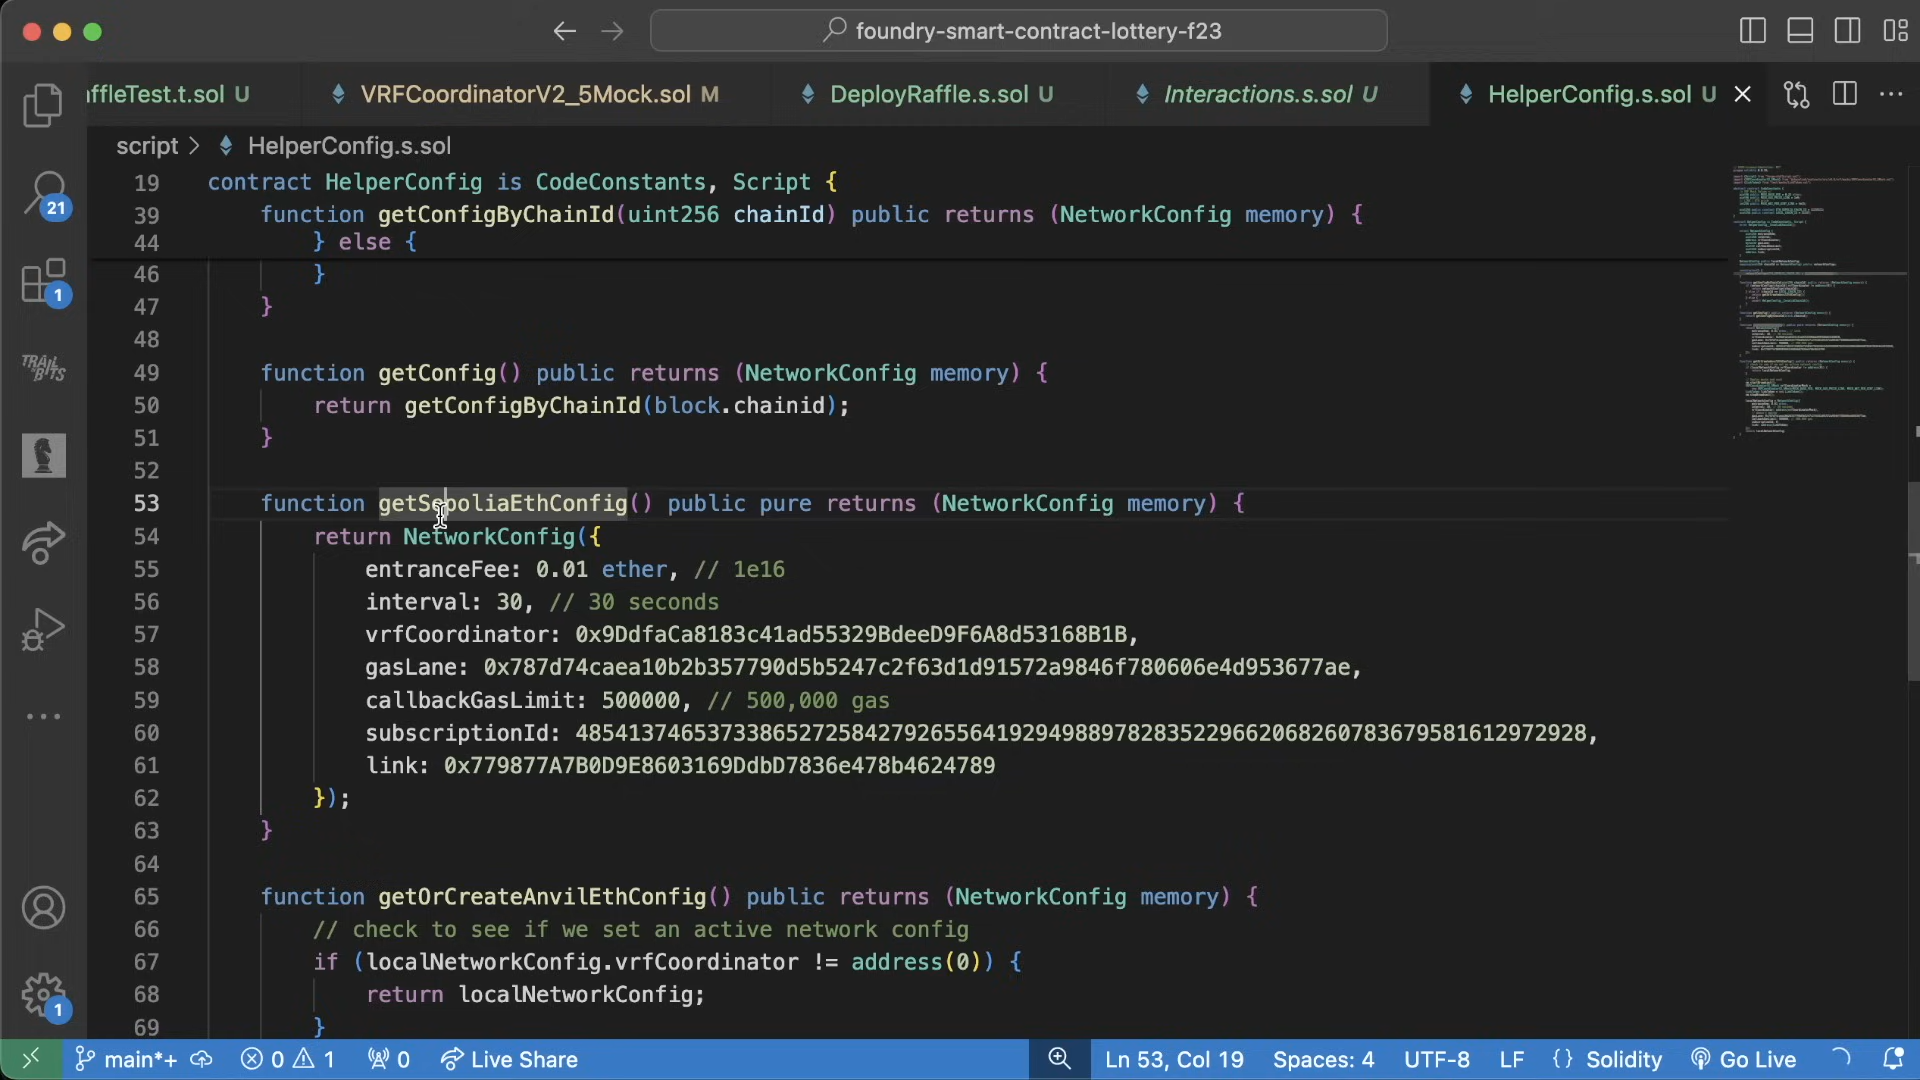 foundry-smart-contract-lottery-f23
ffleTest.t.sol U
VRFCoordinatorV2_5Mock.sol M
DeployRaffle.s.sol U
Interactions.s.sol U
HelperConfig.s.sol U
script > HelperConfig.s.sol
19 contract HelperConfig is CodeConstants, Script {
39 function getConfigByChainId(uint256 chainId) public returns (NetworkConfig memory) {
44 } else {
46 }
47 }
48
49 function getConfig() public returns (NetworkConfig memory) {
50 return getConfigByChainId(block.chainid);
51 }
52
53 function getSepoliaEthConfig() public pure returns (NetworkConfig memory) {
54 return NetworkConfig({
55 entranceFee: 0.01 ether, // 1e16
56 interval: 30, // 30 seconds
57 vrfCoordinator: 0x9DdfaCa8183c41ad55329BdeeD9F6A8d53168B1B,
58 gasLane: 0x787d74caea10b2b357790d5b5247c2f63d1d91572a9846f780606e4d953677ae,
59 callbackGasLimit: 500000, // 500,000 gas
60 subscriptionId: 48541374653733865272584279265564192949889782835229662068260783679581612972928,
61 link: 0x779877A7B0D9E8603169DdbD7836e478b4624789
62 });
63 }
64
65 function getOrCreateAnvilEthConfig() public returns (NetworkConfig memory) {
66 // check to see if we set an active network config
67 if (localNetworkConfig.vrfCoordinator != address(0)) {
68 return localNetworkConfig;
69 }
21
1
TRAIL OF BITS
1
main*+
0 1
0
Live Share
Ln 53, Col 19
Spaces: 4
UTF-8
LF
{} Solidity
Go Live